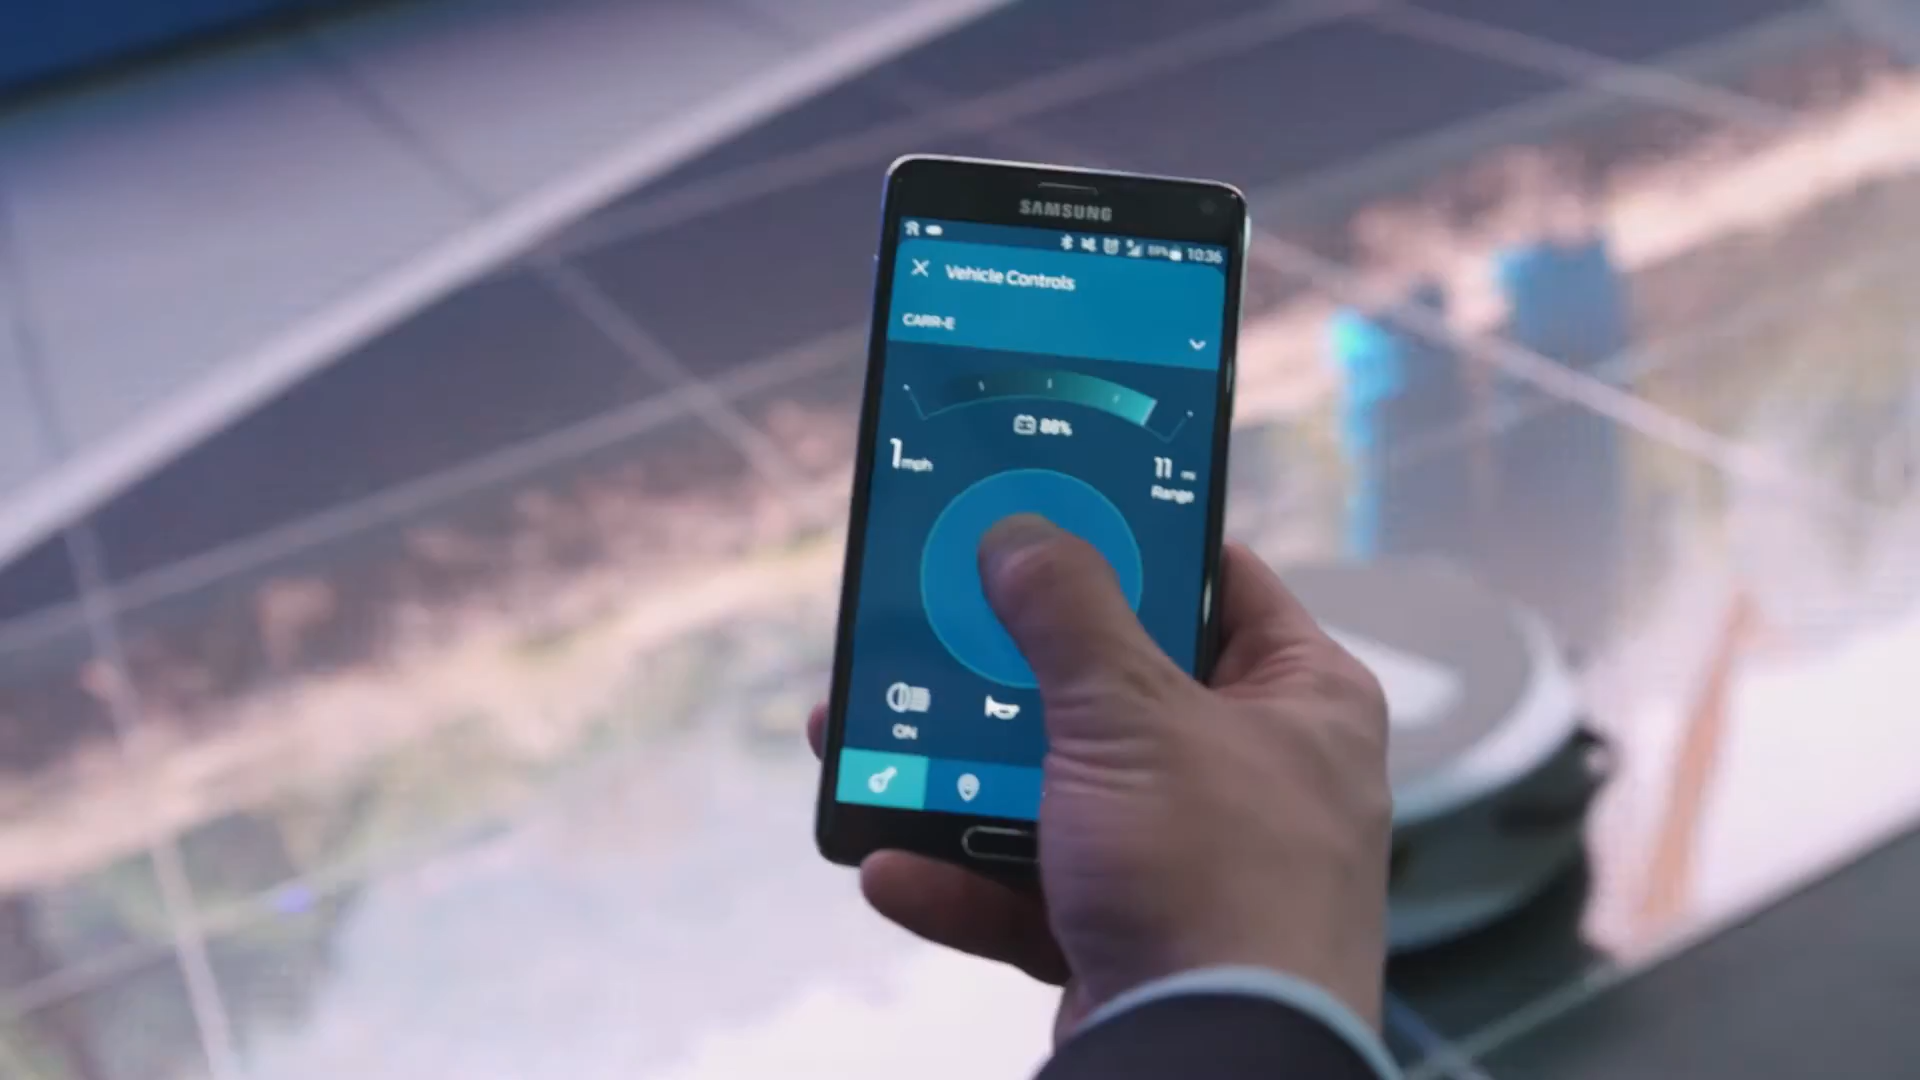 SAMSUNG
10:36
Vehicle Controls
CARR-E
88%
1 mph
11 mi
Range
ON